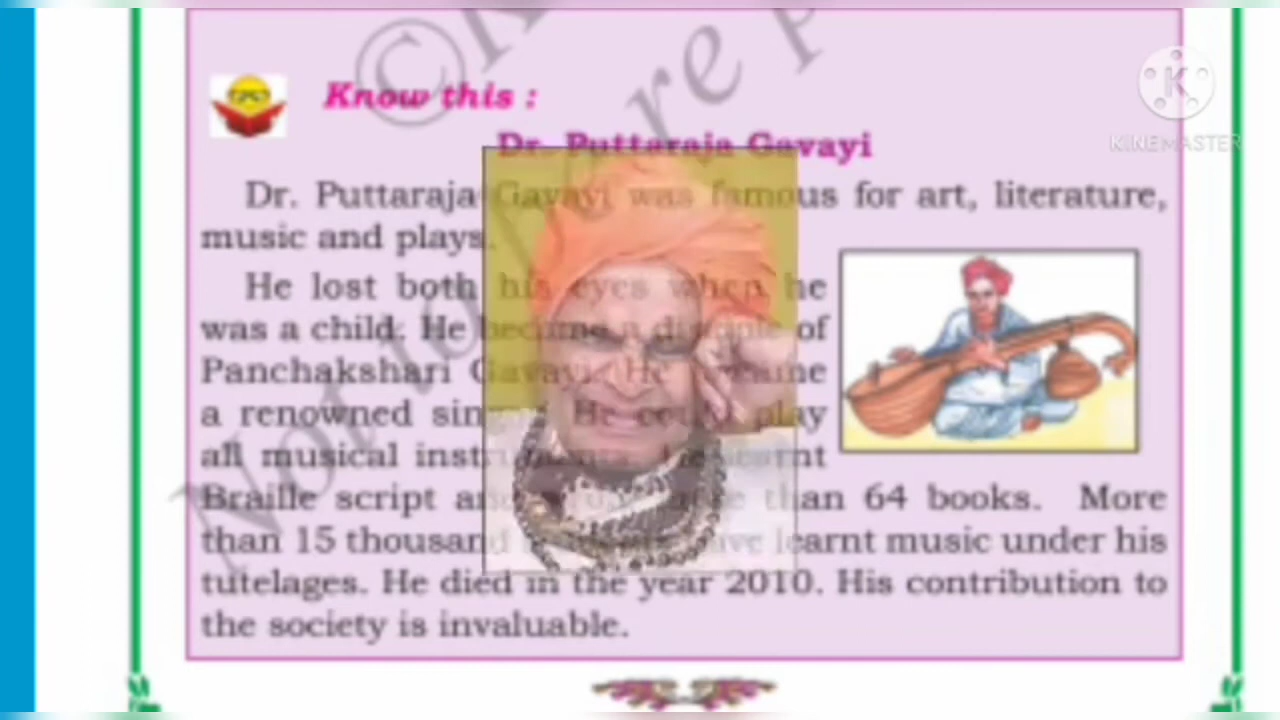 Know this :
Dr. Puttaraja Gavayi
Dr. Puttaraja Gavayi was famous for art, literature,
music and plays.
He lost both his eyes when he
was a child. He became a disciple of
Panchakshari Gavayi. He became
a renowned singer. He could play
all musical instruments. He learnt
Braille script and than 64 books. More
than 15 thousand have learnt music under his
tutelages. He died in the year 2010. His contribution to
the society is invaluable.
K
KINEMASTER
©K
Not re p